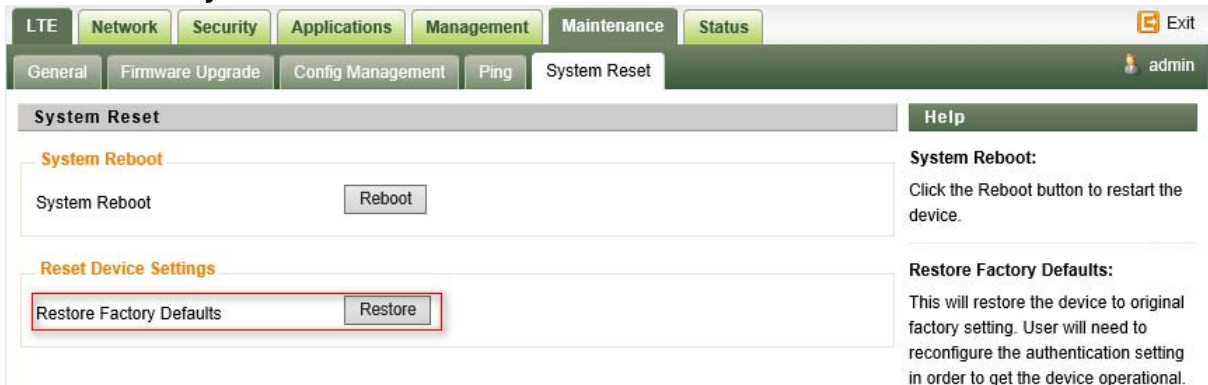 LTE Network Security Applications Management Maintenance Status Exit
General Firmware Upgrade Config Management Ping System Reset admin
System Reset
System Reboot
System Reboot Reboot
Reset Device Settings
Restore Factory Defaults Restore
Help
System Reboot:
Click the Reboot button to restart the
device.
Restore Factory Defaults:
This will restore the device to original
factory setting. User will need to
reconfigure the authentication setting
in order to get the device operational.